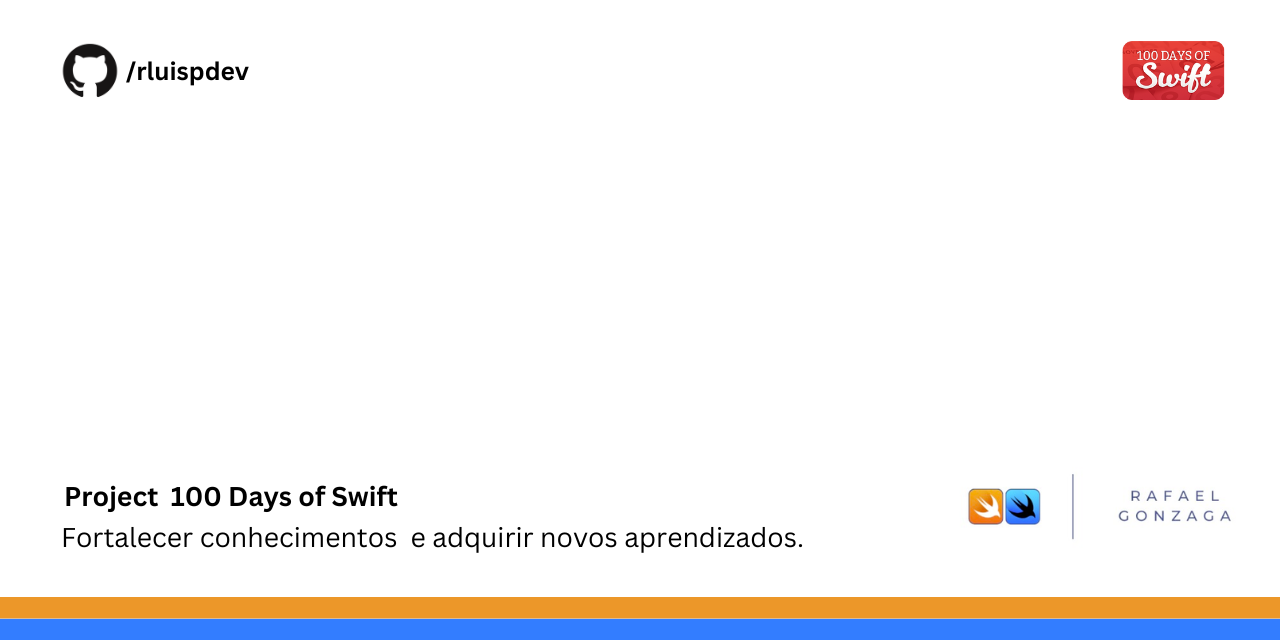 /rluispdev
100 DAYS OF
Swift
Project  100 Days of Swift
Fortalecer conhecimentos  e adquirir novos aprendizados.
RAFAEL
GONZAGA